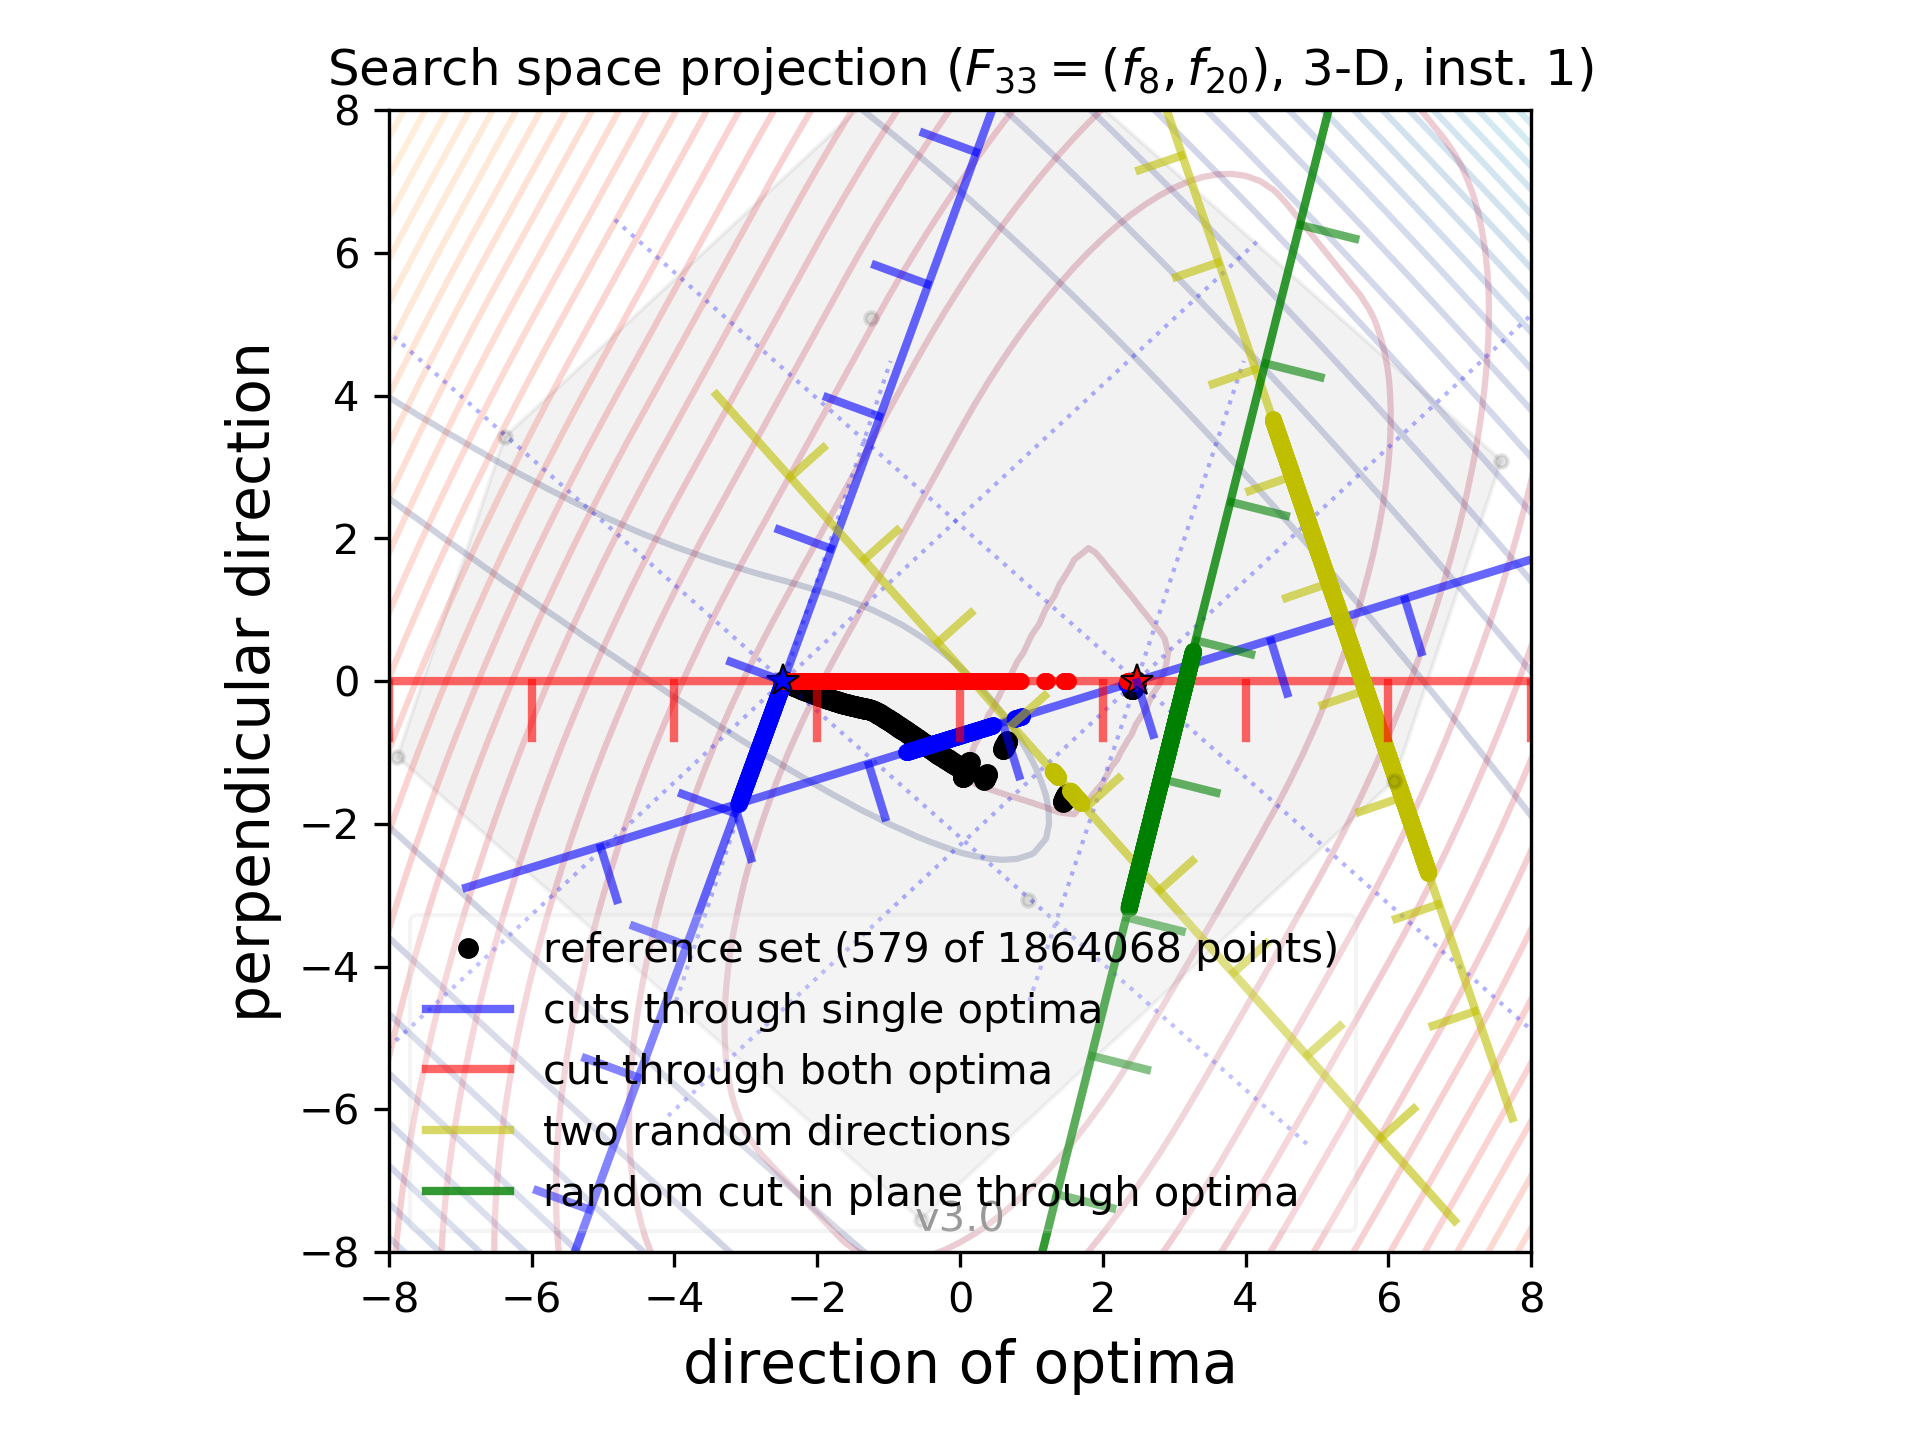 Search space projection (F33 = (f8, f20), 3-D, inst. 1)
8
6
4
2
0
−2
−4
−6
−8
perpendicular direction
reference set (579 of 1864068 points)
cuts through single optima
cut through both optima
two random directions
random cut in plane through optima
v3.0
−8 −6 −4 −2 0 2 4 6 8
direction of optima